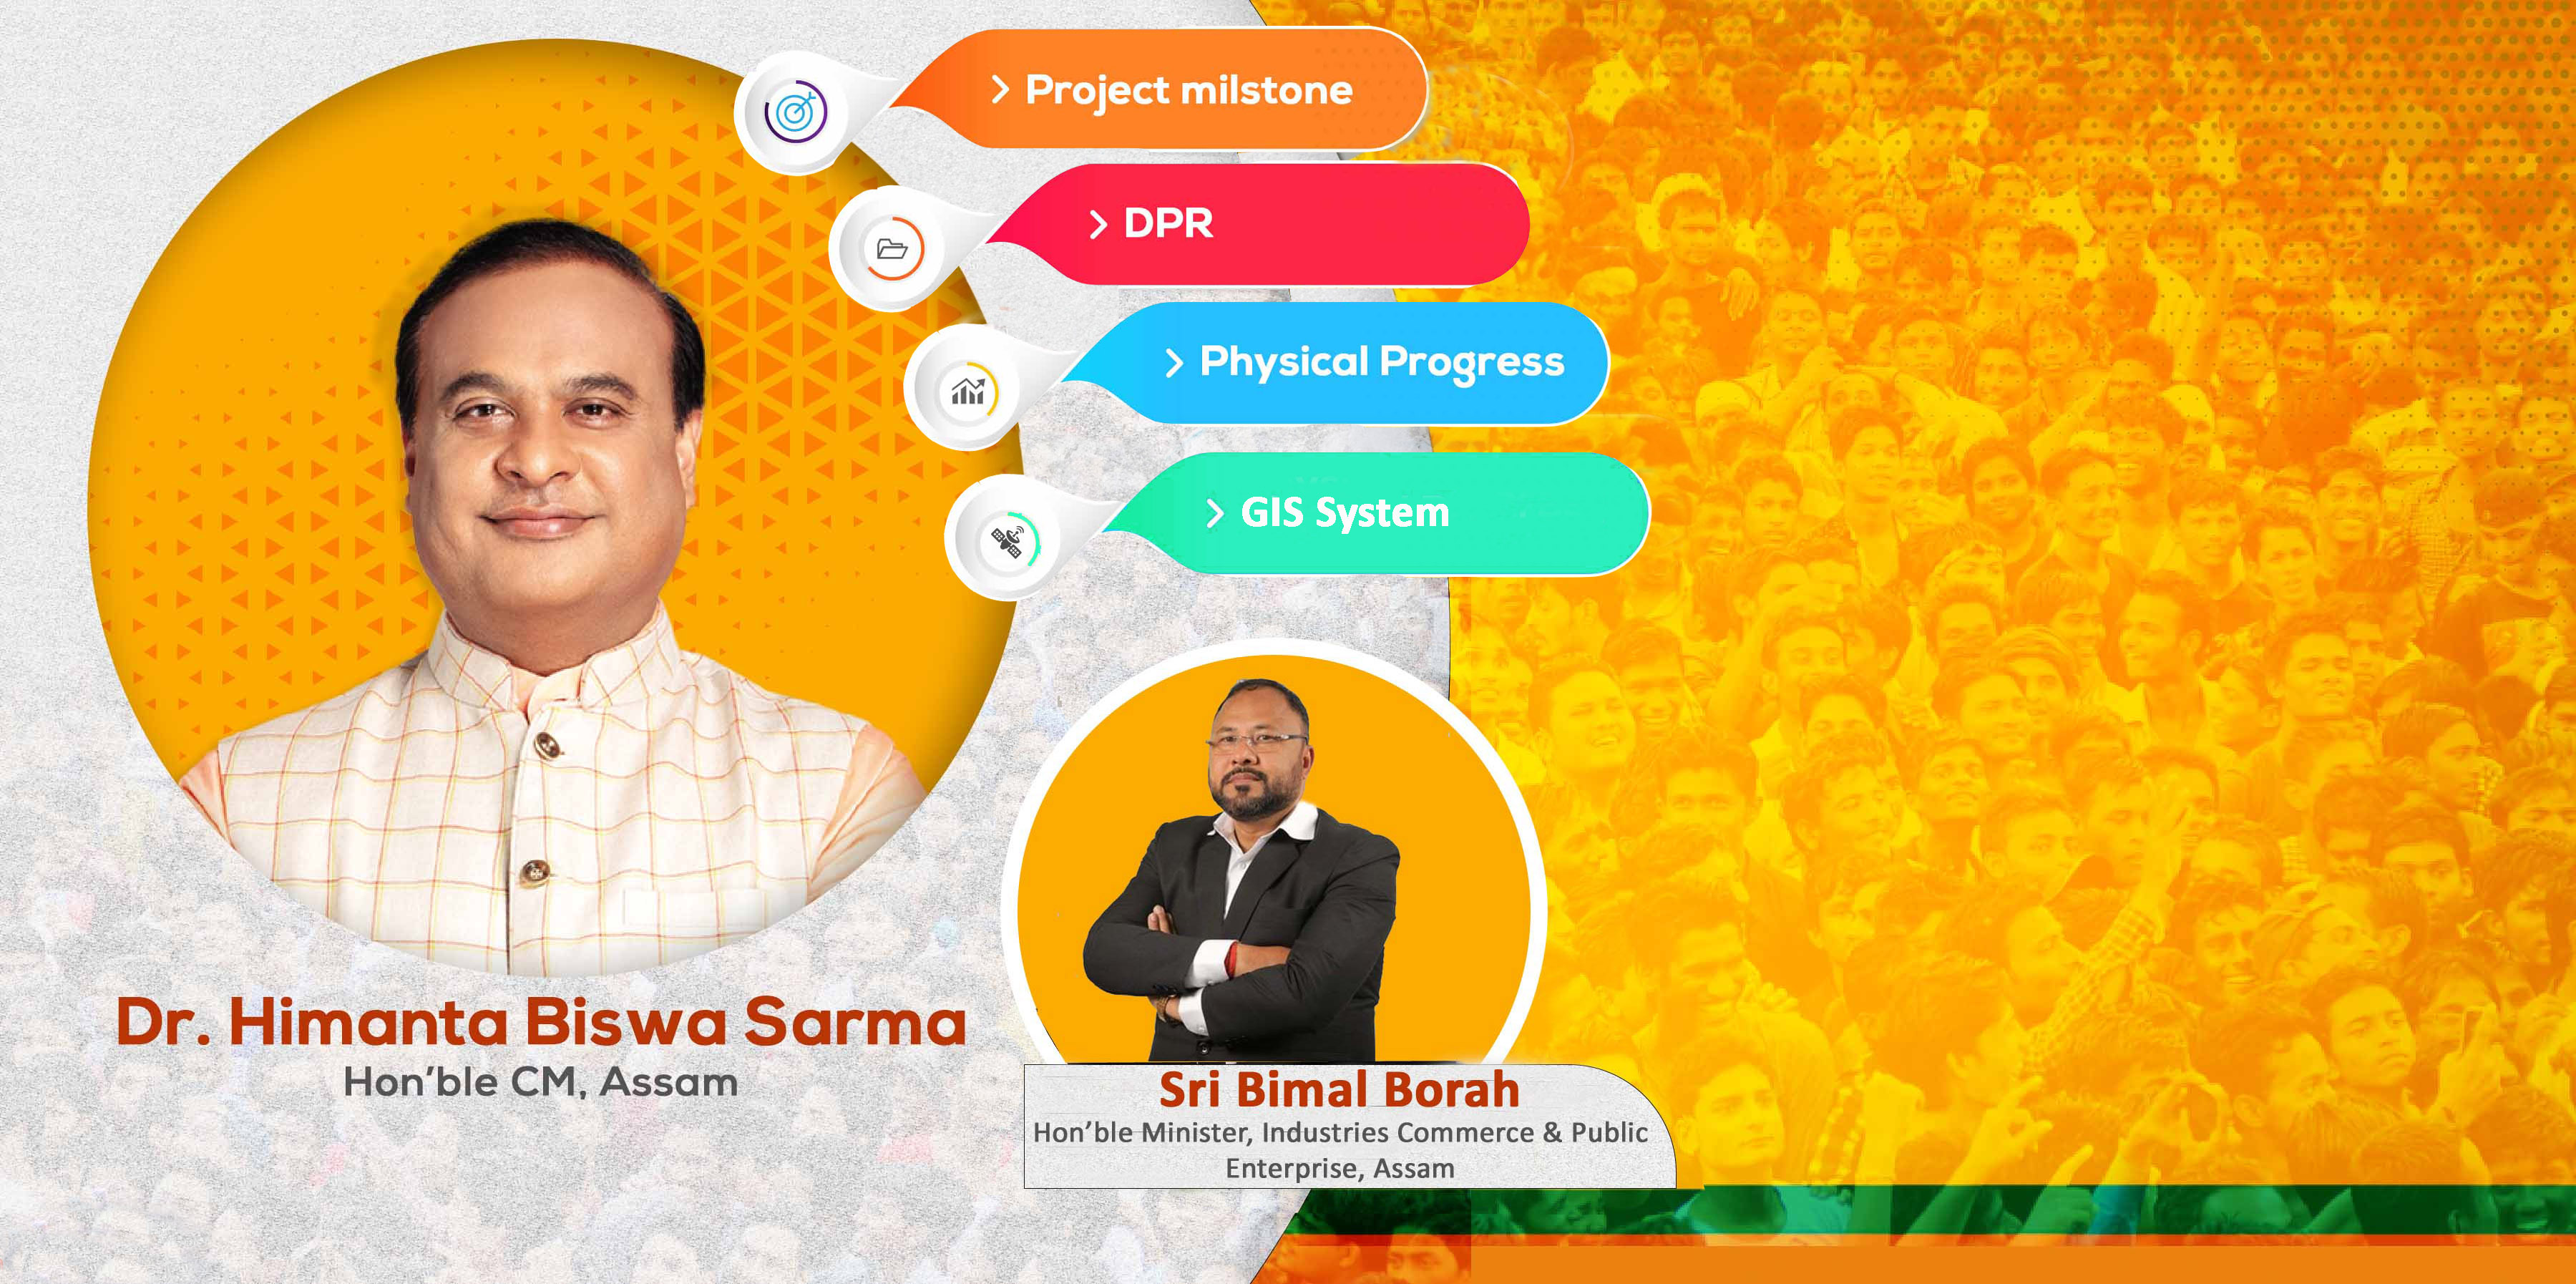 > Project milstone
> DPR
> Physical Progress
> GIS System
Dr. Himanta Biswa Sarma
Hon'ble CM, Assam
Sri Bimal Borah
Hon'ble Minister, Industries Commerce & Public
Enterprise, Assam